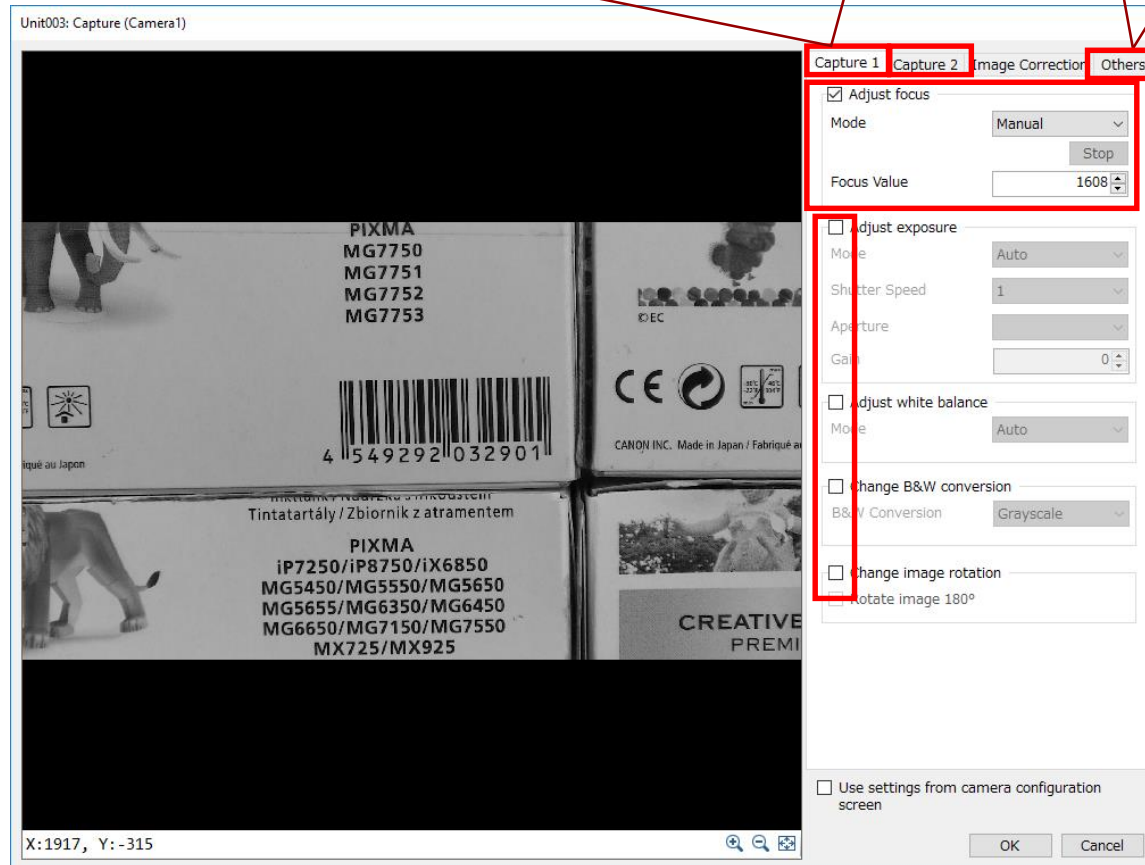 Unit003: Capture (Camera1)
Capture 1 Capture 2 Image Correction Others
Adjust focus
Mode Manual
Stop
Focus Value 1608
Adjust exposure
Mode Auto
Shutter Speed 1
Aperture
Gain 0
Adjust white balance
Mode Auto
Change B&W conversion
B&W Conversion Grayscale
Change image rotation
Rotate image 180º
Use settings from camera configuration
screen
OK Cancel
PIXMA
MG7750
MG7751
MG7752
MG7753
©EC
CE
CANON INC. Made in Japan / Fabriqué au
iqué au Japon
4 549292 032901
Tintatartály / Zbiornik z atramentem
PIXMA
iP7250/iP8750/iX6850
MG5450/MG5550/MG5650
MG5655/MG6350/MG6450
MG6650/MG7150/MG7550
MX725/MX925
CREATIVE
PREMI
X:1917, Y:-315